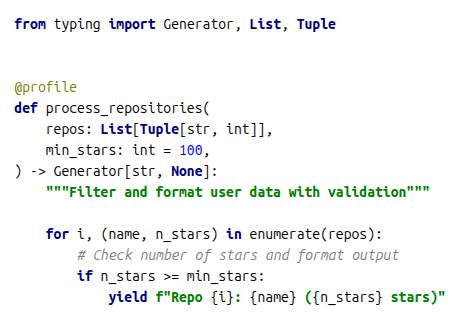 from typing import Generator, List, Tuple


@profile
def process_repositories(
    repos: List[Tuple[str, int]],
    min_stars: int = 100,
) -> Generator[str, None]:
    """Filter and format user data with validation"""

    for i, (name, n_stars) in enumerate(repos):
        # Check number of stars and format output
        if n_stars >= min_stars:
            yield f"Repo {i}: {name} ({n_stars} stars)"